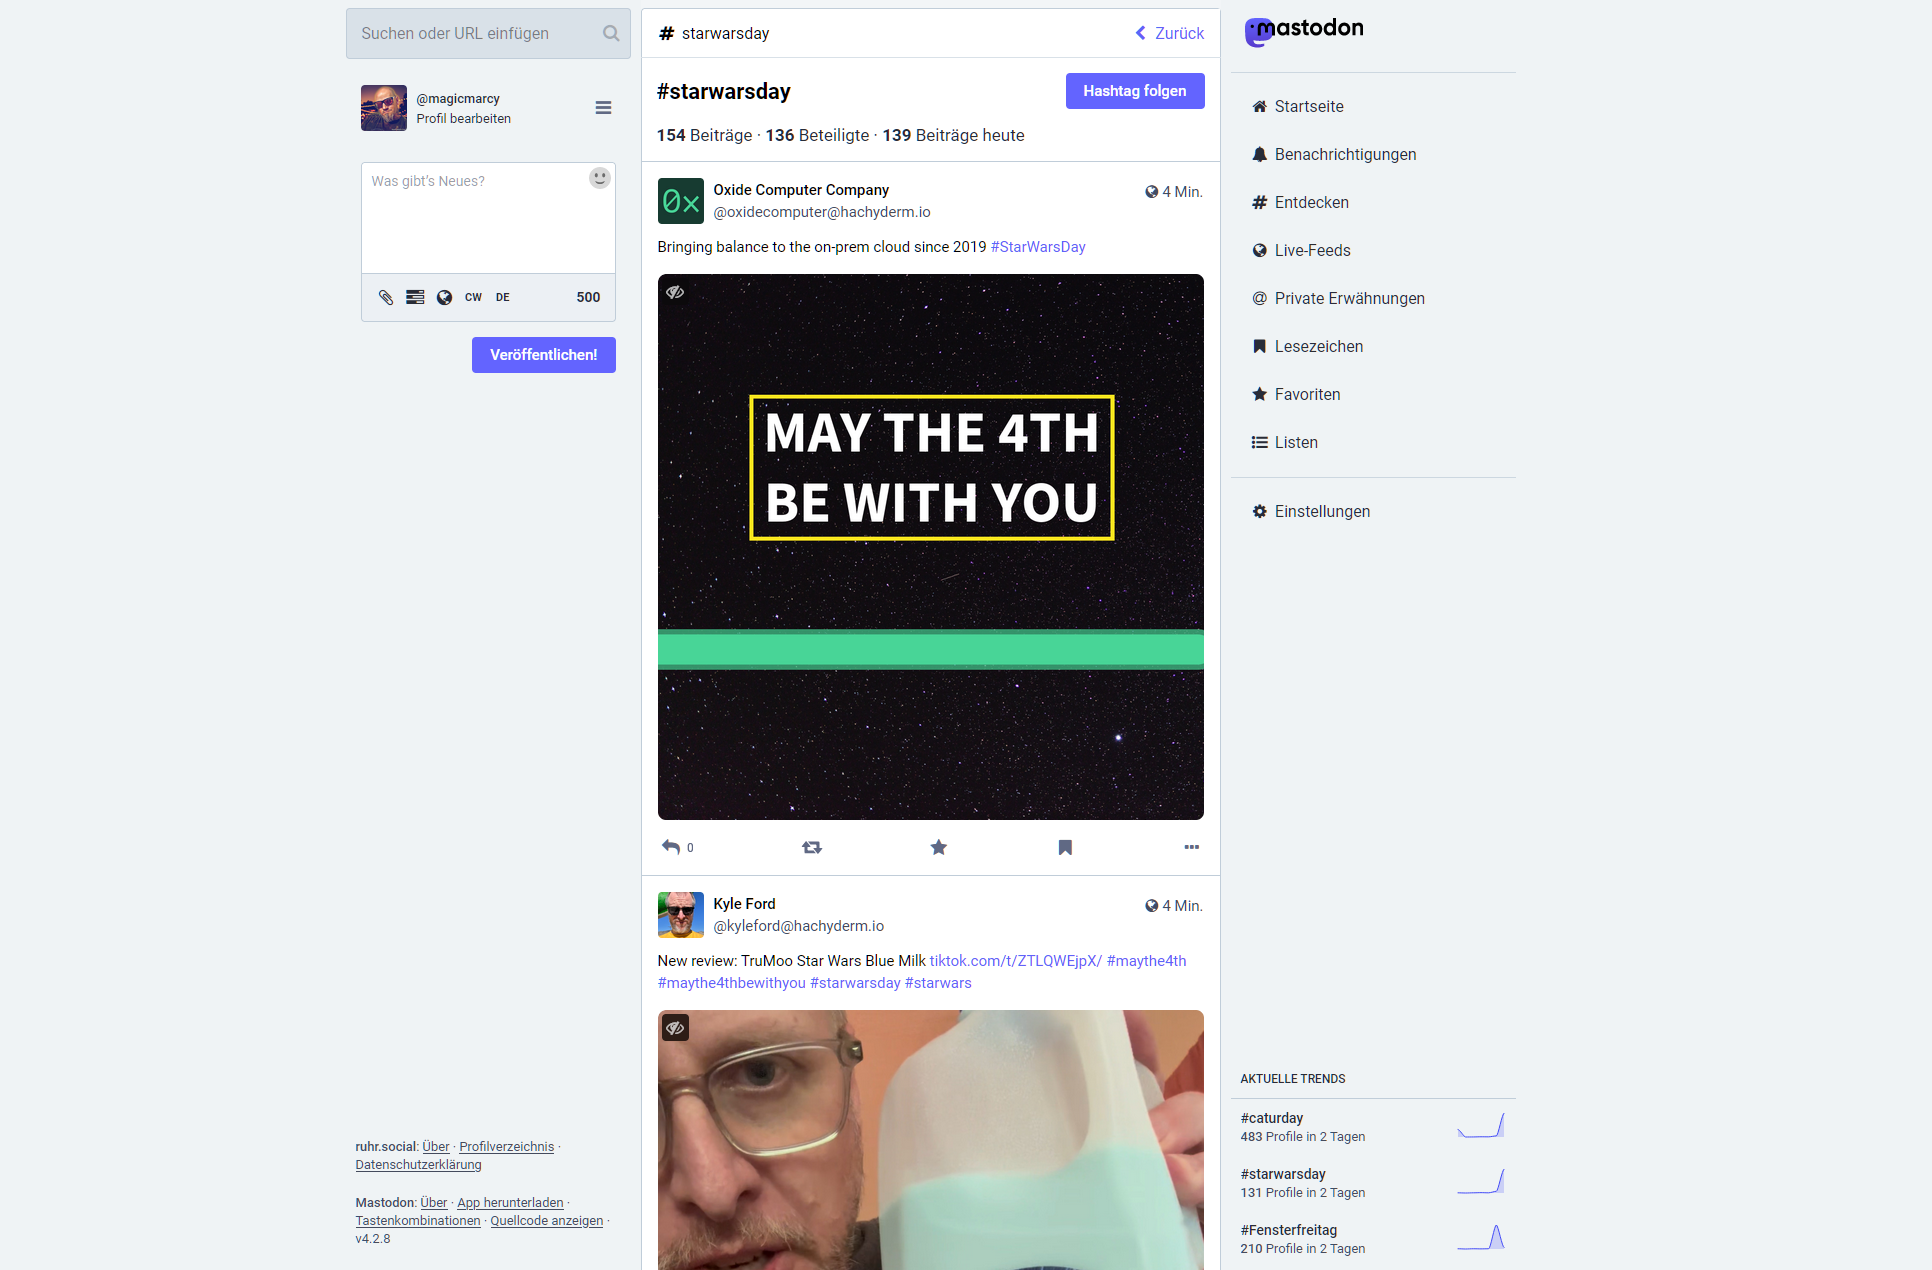 Suchen oder URL einfügen
@magicmarcy
Profil bearbeiten
Was gibt's Neues?
CW DE 500
Veröffentlichen!
ruhr.social: Über · Profilverzeichnis ·
Datenschutzerklärung
Mastodon: Über · App herunterladen ·
Tastenkombinationen · Quellcode anzeigen ·
v4.2.8
# starwarsday
Zurück
#starwarsday
Hashtag folgen
154 Beiträge · 136 Beteiligte · 139 Beiträge heute
0x
Oxide Computer Company
4 Min.
@oxidecomputer@hachyderm.io
Bringing balance to the on-prem cloud since 2019 #StarWarsDay
MAY THE 4TH
BE WITH YOU
0
Kyle Ford
4 Min.
@kyleford@hachyderm.io
New review: TruMoo Star Wars Blue Milk tiktok.com/t/ZTLQWEjpX/ #maythe4th
#maythe4thbewithyou #starwarsday #starwars
mastodon
Startseite
Benachrichtigungen
# Entdecken
Live-Feeds
@ Private Erwähnungen
Lesezeichen
Favoriten
Listen
Einstellungen
AKTUELLE TRENDS
#caturday
483 Profile in 2 Tagen
#starwarsday
131 Profile in 2 Tagen
#Fensterfreitag
210 Profile in 2 Tagen